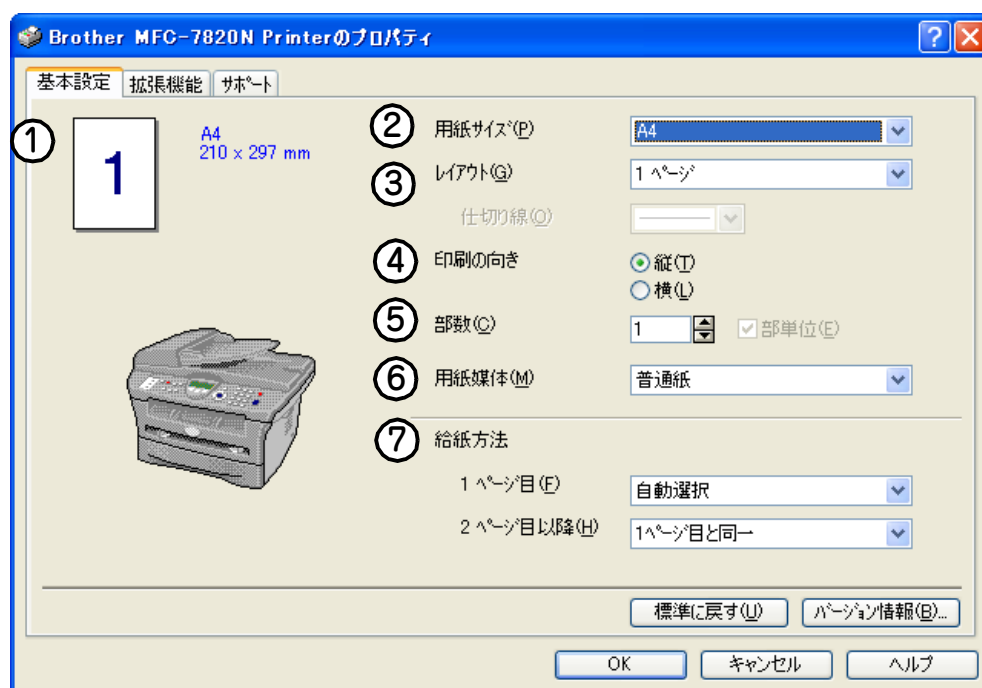 Brother MFC-7820N Printerのプロパティ
基本設定 拡張機能 サポート
① 1 A4
210 x 297 mm
② 用紙サイズ(P) A4
③ レイアウト(G) 1 ページ
仕切り線(O)
④ 印刷の向き 縦(T)
横(L)
⑤ 部数(C) 1 部単位(E)
⑥ 用紙媒体(M) 普通紙
⑦ 給紙方法
1 ページ目(F) 自動選択
2 ページ目以降(H) 1ページ目と同一
標準に戻す(U) バージョン情報(B)...
OK キャンセル ヘルプ